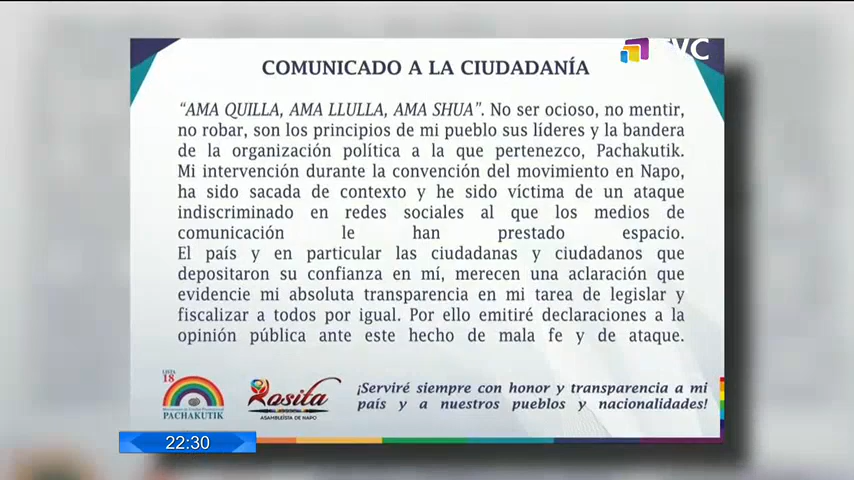 TVC
COMUNICADO A LA CIUDADANÍA
“AMA QUILLA, AMA LLULLA, AMA SHUA”. No ser ocioso, no mentir,
no robar, son los principios de mi pueblo sus líderes y la bandera
de la organización política a la que pertenezco, Pachakutik.
Mi intervención durante la convención del movimiento en Napo,
ha sido sacada de contexto y he sido víctima de un ataque
indiscriminado en redes sociales al que los medios de
comunicación le han prestado espacio.
El país y en particular las ciudadanas y ciudadanos que
depositaron su confianza en mí, merecen una aclaración que
evidencie mi absoluta transparencia en mi tarea de legislar y
fiscalizar a todos por igual. Por ello emitiré declaraciones a la
opinión pública ante este hecho de mala fe y de ataque.
LISTA
18
PACHAKUTIK
Rosita
ASAMBLEÍSTA DE NAPO
¡Serviré siempre con honor y transparencia a mi
país y a nuestros pueblos y nacionalidades!
22:30